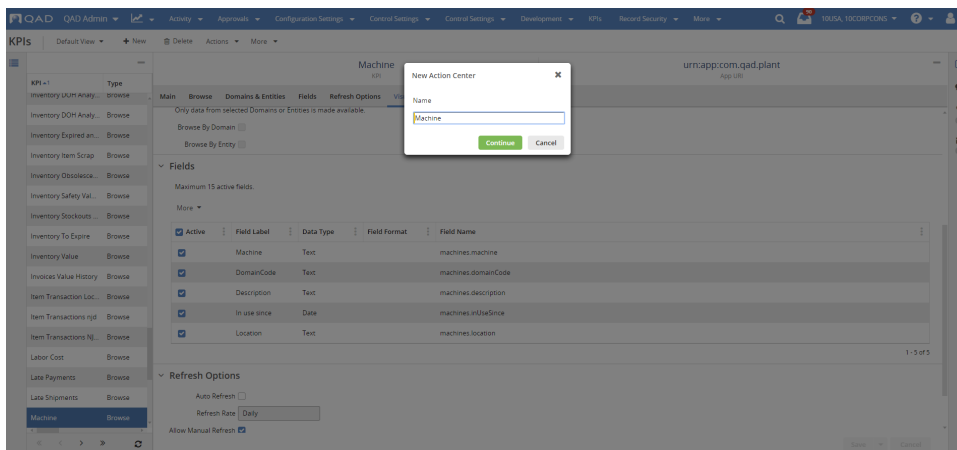 QAD QAD Admin Activity Approvals Configuration Settings Control Settings Control Settings Development KPIs Record Security More 10USA, 10CORPCONS
KPIs Default View + New Delete Actions More
Machine
KPI
urn:app:com.qad.plant
App URI
New Action Center
Name
Machine
Continue Cancel
KPI Type
Inventory DOH Analy... Browse
Inventory DOH Analy... Browse
Inventory Expired an... Browse
Inventory Item Scrap Browse
Inventory Obsolesce... Browse
Inventory Safety Val... Browse
Inventory Stockouts ... Browse
Inventory To Expire Browse
Inventory Value Browse
Invoices Value History Browse
Item Transaction Loc... Browse
Item Transactions njd Browse
Item Transactions NJ... Browse
Labor Cost Browse
Late Payments Browse
Late Shipments Browse
Machine Browse
Main Browse Domains & Entities Fields Refresh Options
Only data from selected Domains or Entities is made available.
Browse By Domain
Browse By Entity
Fields
Maximum 15 active fields.
More
Active Field Label Data Type Field Format Field Name
Machine Text machines.machine
DomainCode Text machines.domainCode
Description Text machines.description
In use since Date machines.inUseSince
Location Text machines.location
1 - 5 of 5
Refresh Options
Auto Refresh
Refresh Rate Daily
Allow Manual Refresh
Save Cancel